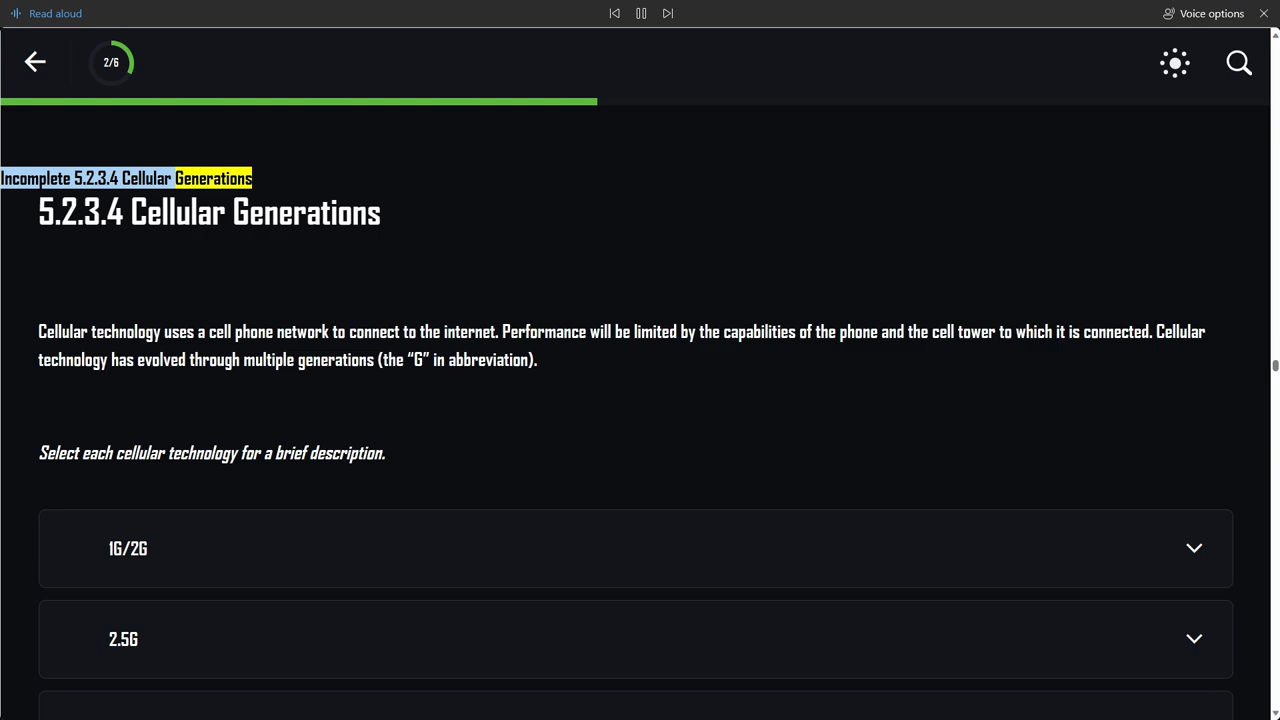 Read aloud
Voice options
2/6
Incomplete 5.2.3.4 Cellular Generations
5.2.3.4 Cellular Generations
Cellular technology uses a cell phone network to connect to the internet. Performance will be limited by the capabilities of the phone and the cell tower to which it is connected. Cellular
technology has evolved through multiple generations (the “G” in abbreviation).
Select each cellular technology for a brief description.
1G/2G
2.5G